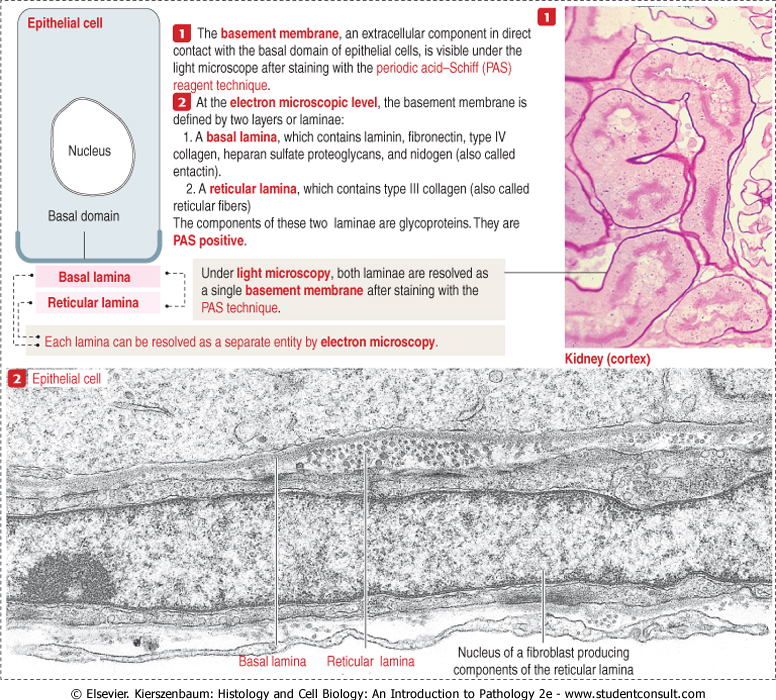 Epithelial cell
Nucleus
Basal domain
Basal lamina
Reticular lamina
1 The basement membrane, an extracellular component in direct
contact with the basal domain of epithelial cells, is visible under the
light microscope after staining with the periodic acid–Schiff (PAS)
reagent technique.
2 At the electron microscopic level, the basement membrane is
defined by two layers or laminae:
1. A basal lamina, which contains laminin, fibronectin, type IV
collagen, heparan sulfate proteoglycans, and nidogen (also called
entactin).
2. A reticular lamina, which contains type III collagen (also called
reticular fibers)
The components of these two laminae are glycoproteins. They are
PAS positive.
Under light microscopy, both laminae are resolved as
a single basement membrane after staining with the
PAS technique.
Each lamina can be resolved as a separate entity by electron microscopy.
1
Kidney (cortex)
2 Epithelial cell
Basal lamina
Reticular lamina
Nucleus of a fibroblast producing
components of the reticular lamina
© Elsevier. Kierszenbaum: Histology and Cell Biology: An Introduction to Pathology 2e - www.studentconsult.com